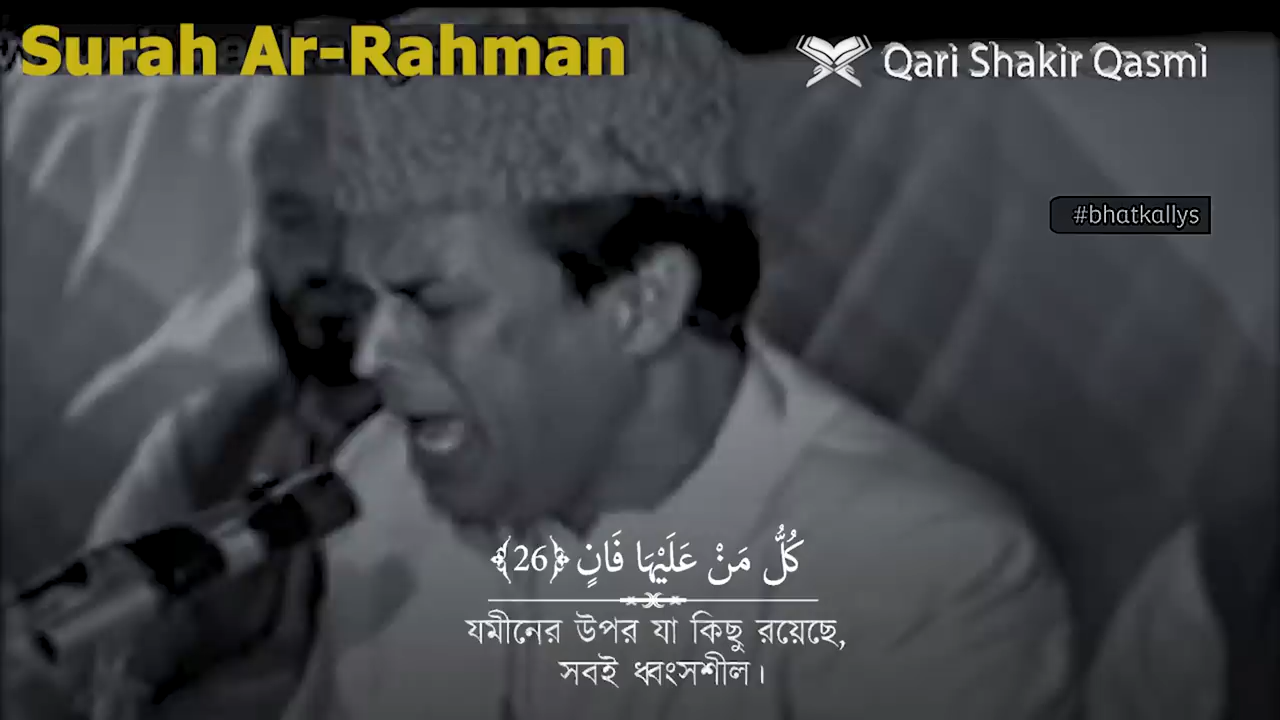 Surah Ar-Rahman
Qari Shakir Qasmi
#bhatkallys
كُلُّ مَنْ عَلَيْهَا فَانٍ ﴿26﴾
যমীনের উপর যা কিছু রয়েছে,
সবই ধ্বংসশীল।